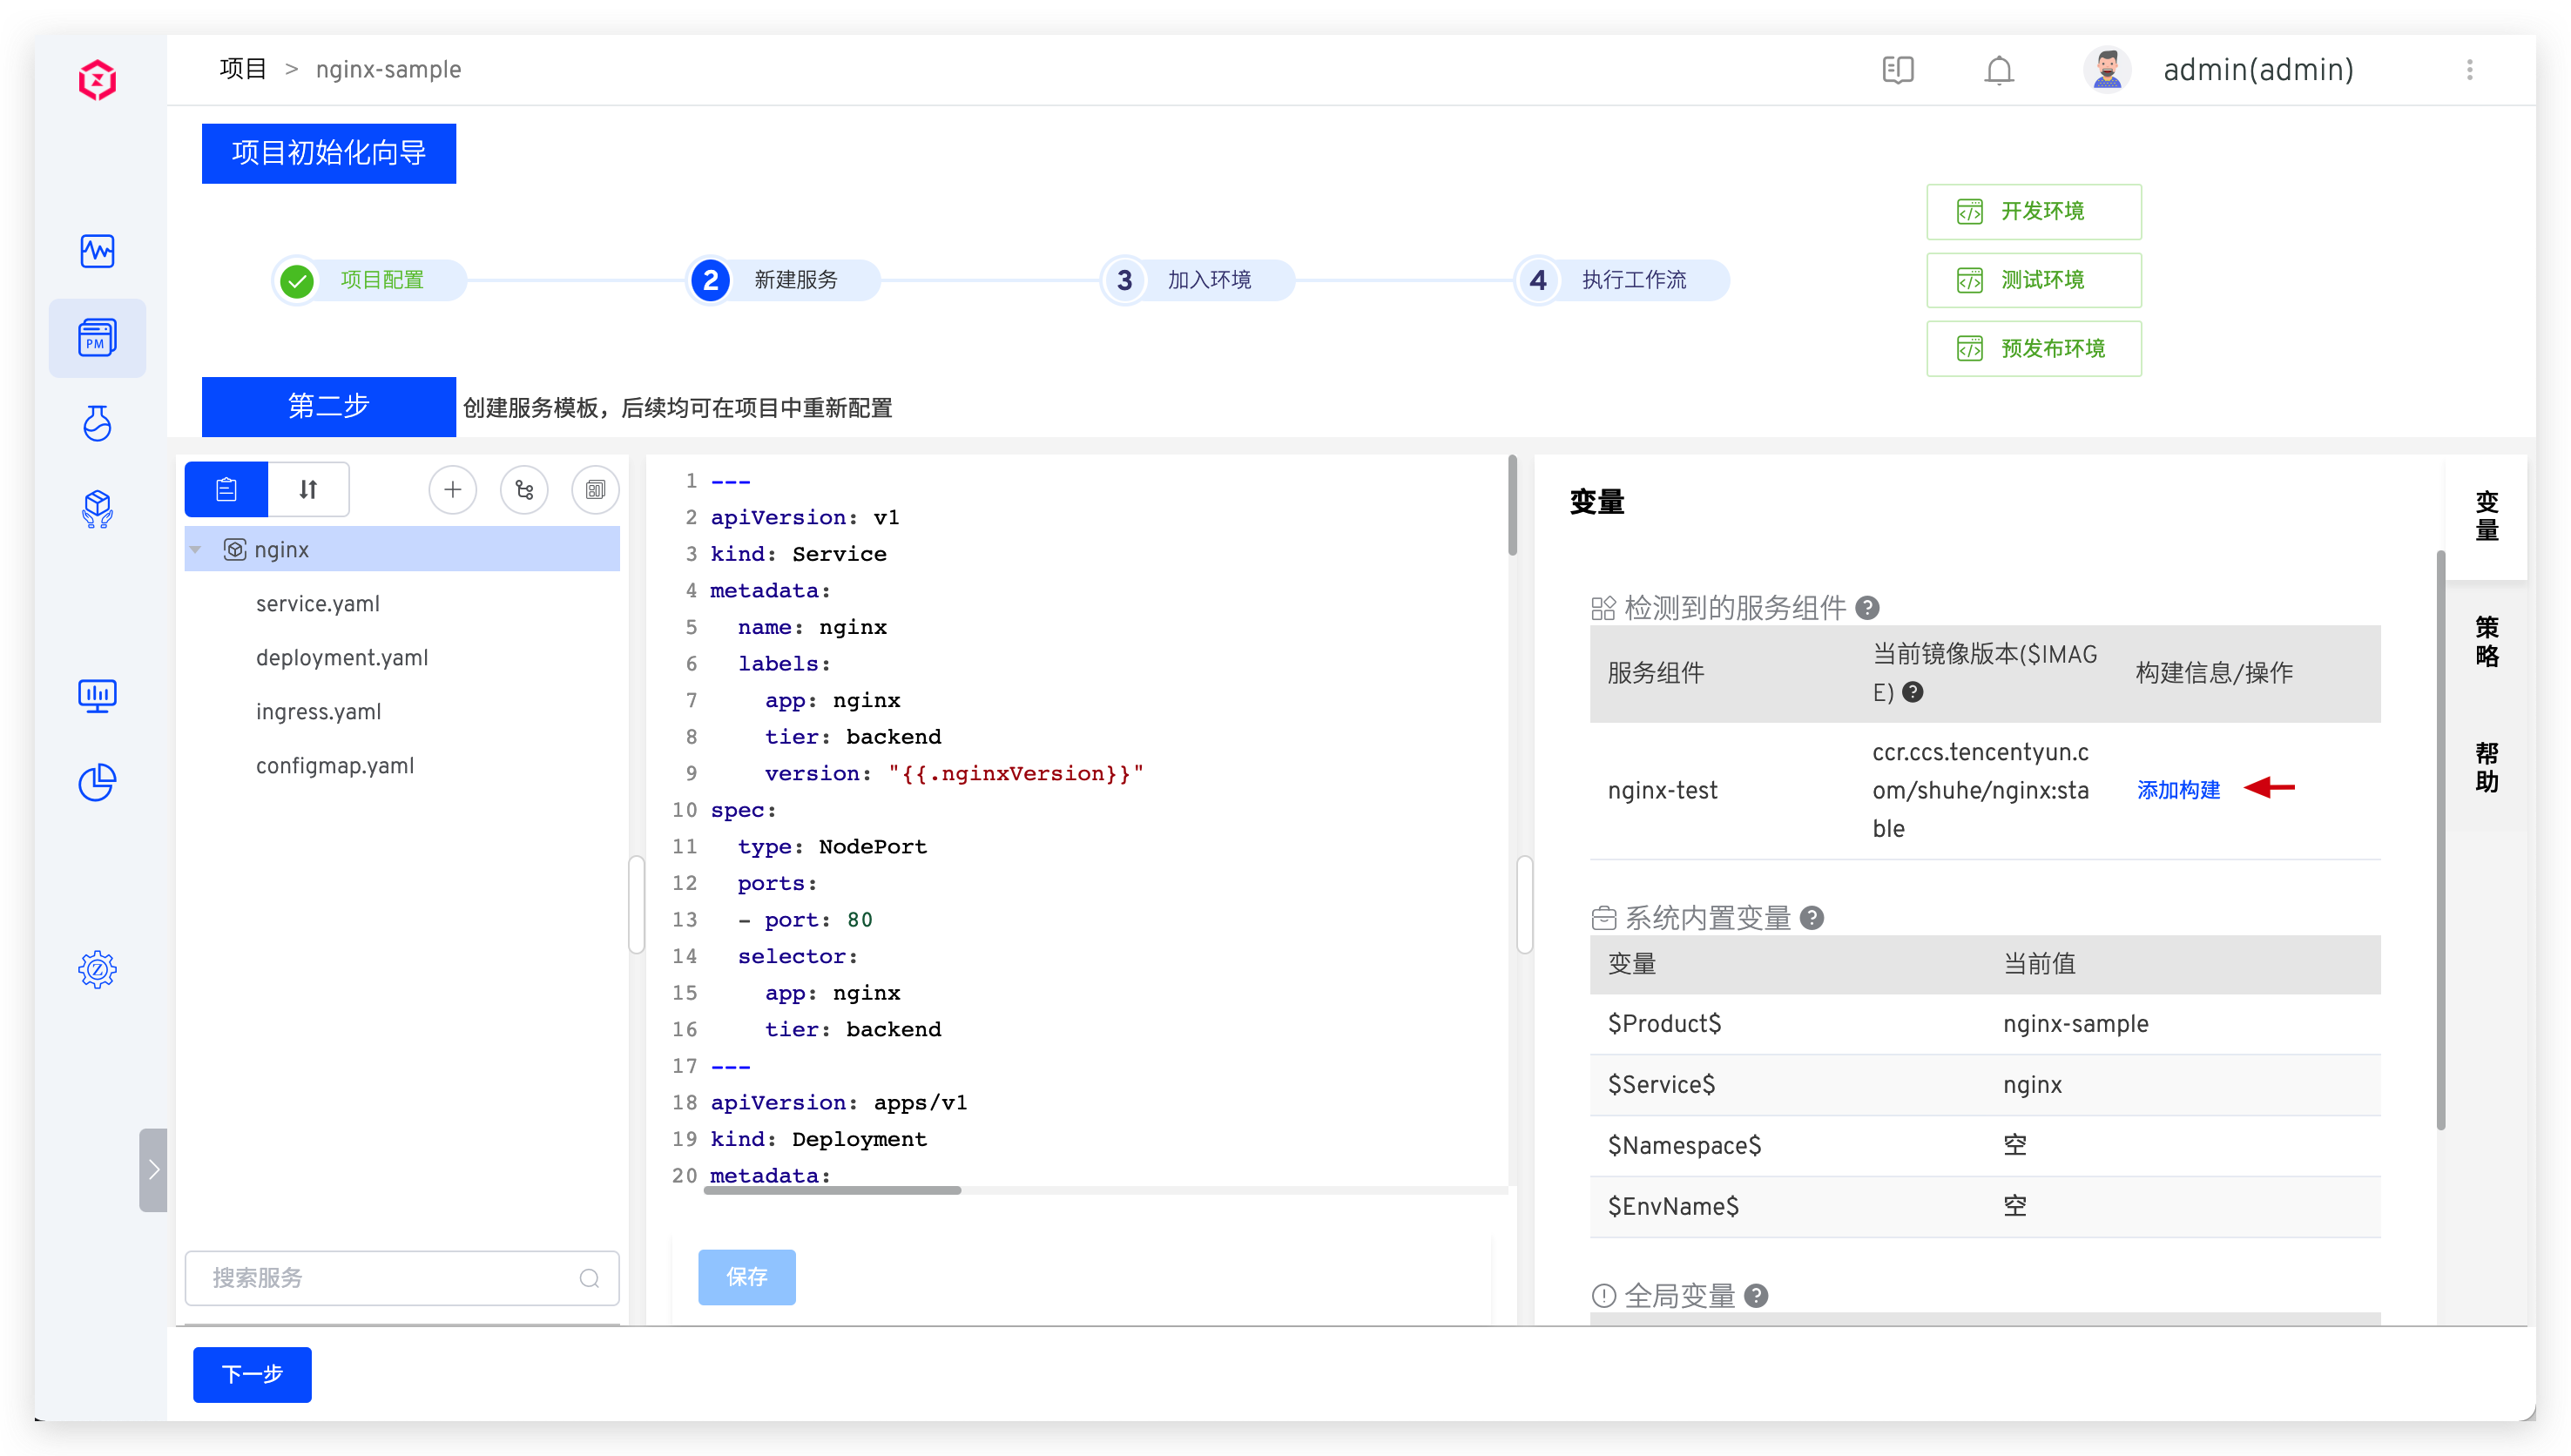 项目 > nginx-sample
admin(admin)
项目初始化向导
项目配置
2 新建服务
3 加入环境
4 执行工作流
开发环境
测试环境
预发布环境
第二步 创建服务模板，后续均可在项目中重新配置
PM
nginx
service.yaml
deployment.yaml
ingress.yaml
configmap.yaml
搜索服务
1 ---
2 apiVersion: v1
3 kind: Service
4 metadata:
5   name: nginx
6   labels:
7     app: nginx
8     tier: backend
9     version: "{{.nginxVersion}}"
10 spec:
11   type: NodePort
12   ports:
13   - port: 80
14   selector:
15     app: nginx
16     tier: backend
17 ---
18 apiVersion: apps/v1
19 kind: Deployment
20 metadata:
保存
变量
检测到的服务组件 ?
服务组件 当前镜像版本($IMAG
E) ? 构建信息/操作
nginx-test ccr.ccs.tencentyun.c
om/shuhe/nginx:sta
ble 添加构建
系统内置变量 ?
变量 当前值
$Product$ nginx-sample
$Service$ nginx
$Namespace$ 空
$EnvName$ 空
全局变量 ?
变量
策略
帮助
下一步